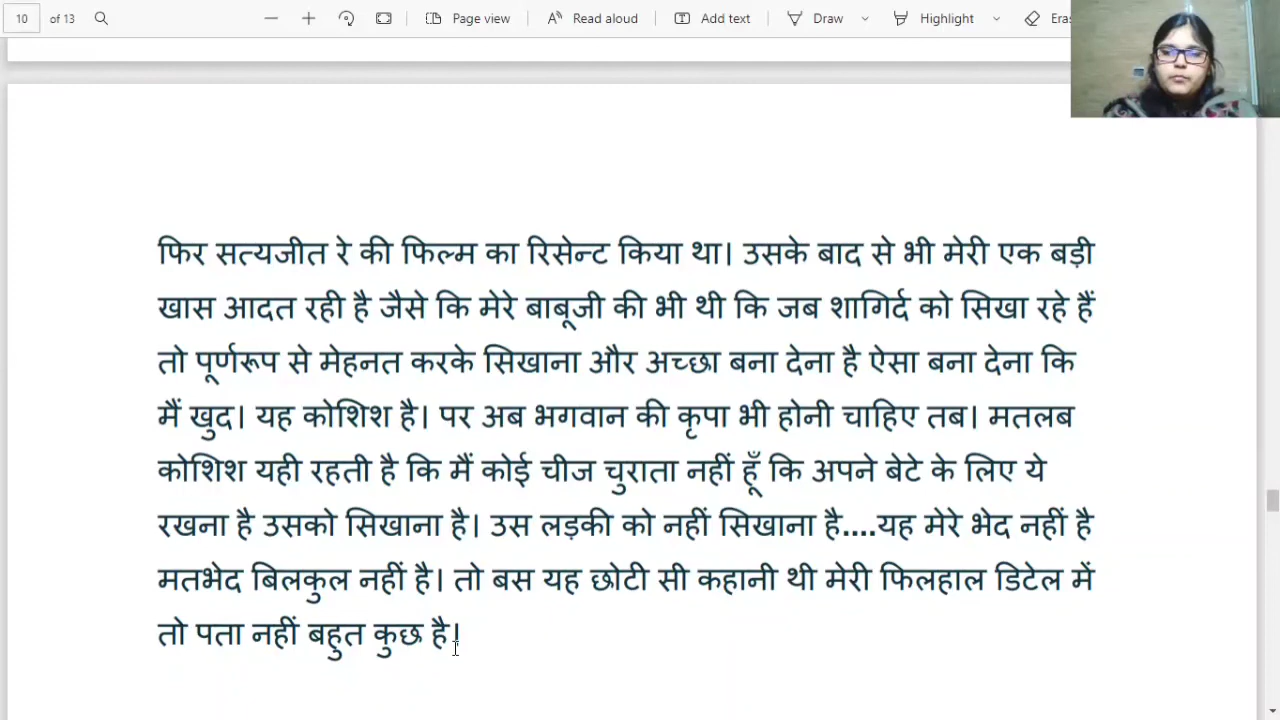 10 of 13 Page view Read aloud Add text Draw Highlight Eras
फिर सत्यजीत रे की फिल्म का रिसेन्ट किया था। उसके बाद से भी मेरी एक बड़ी
खास आदत रही है जैसे कि मेरे बाबूजी की भी थी कि जब शागिर्द को सिखा रहे हैं
तो पूर्णरूप से मेहनत करके सिखाना और अच्छा बना देना है ऐसा बना देना कि
मैं खुद। यह कोशिश है। पर अब भगवान की कृपा भी होनी चाहिए तब। मतलब
कोशिश यही रहती है कि मैं कोई चीज चुराता नहीं हूँ कि अपने बेटे के लिए ये
रखना है उसको सिखाना है। उस लड़की को नहीं सिखाना है....यह मेरे भेद नहीं है
मतभेद बिलकुल नहीं है। तो बस यह छोटी सी कहानी थी मेरी फिलहाल डिटेल में
तो पता नहीं बहुत कुछ है।